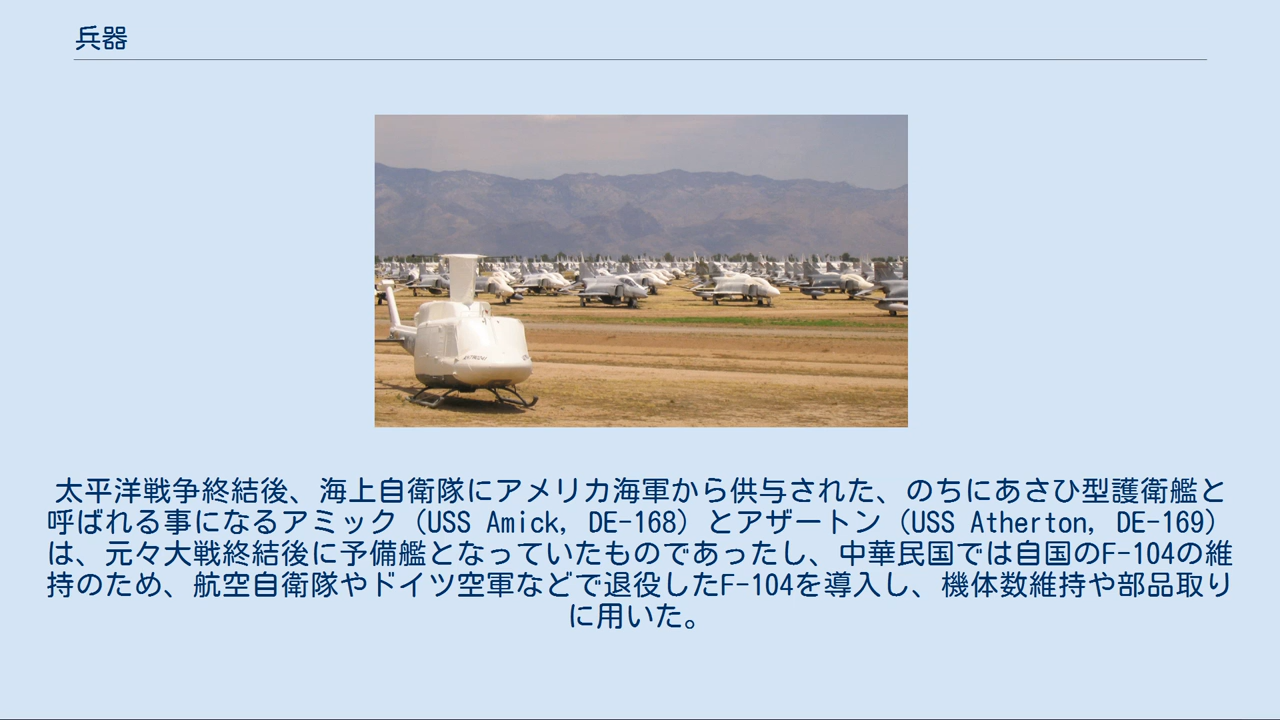 兵器
太平洋戦争終結後、海上自衛隊にアメリカ海軍から供与された、のちにあさひ型護衛艦と
呼ばれる事になるアミック（USS Amick, DE-168）とアザートン（USS Atherton, DE-169）
は、元々大戦終結後に予備艦となっていたものであったし、中華民国では自国のF-104の維
持のため、航空自衛隊やドイツ空軍などで退役したF-104を導入し、機体数維持や部品取り
に用いた。